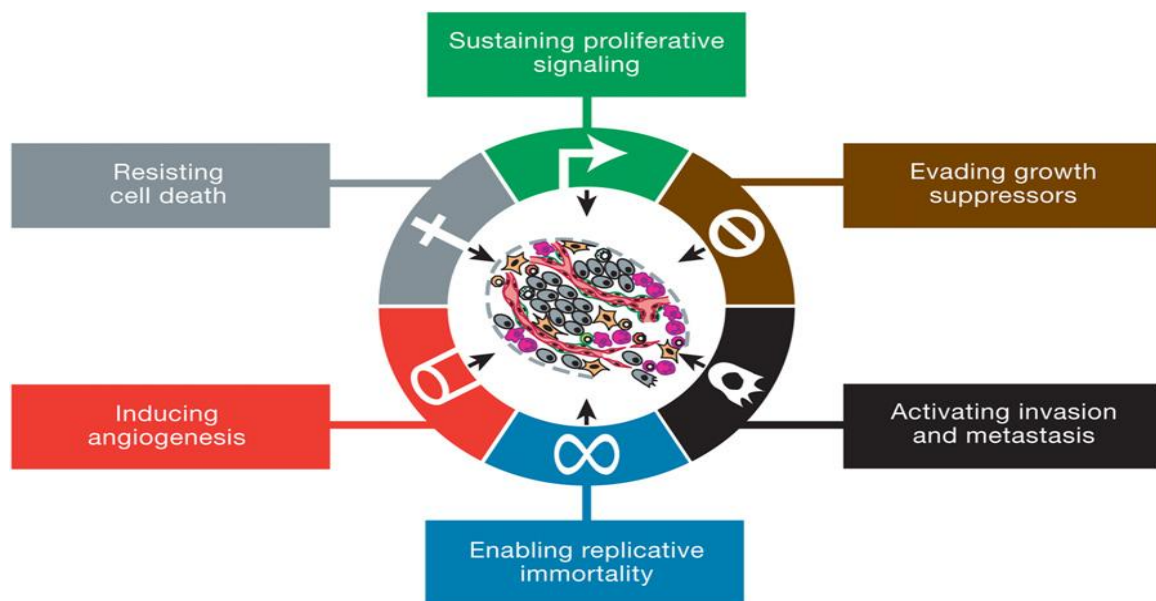 Sustaining proliferative
signaling
Resisting
cell death
Evading growth
suppressors
Inducing
angiogenesis
Activating invasion
and metastasis
Enabling replicative
immortality